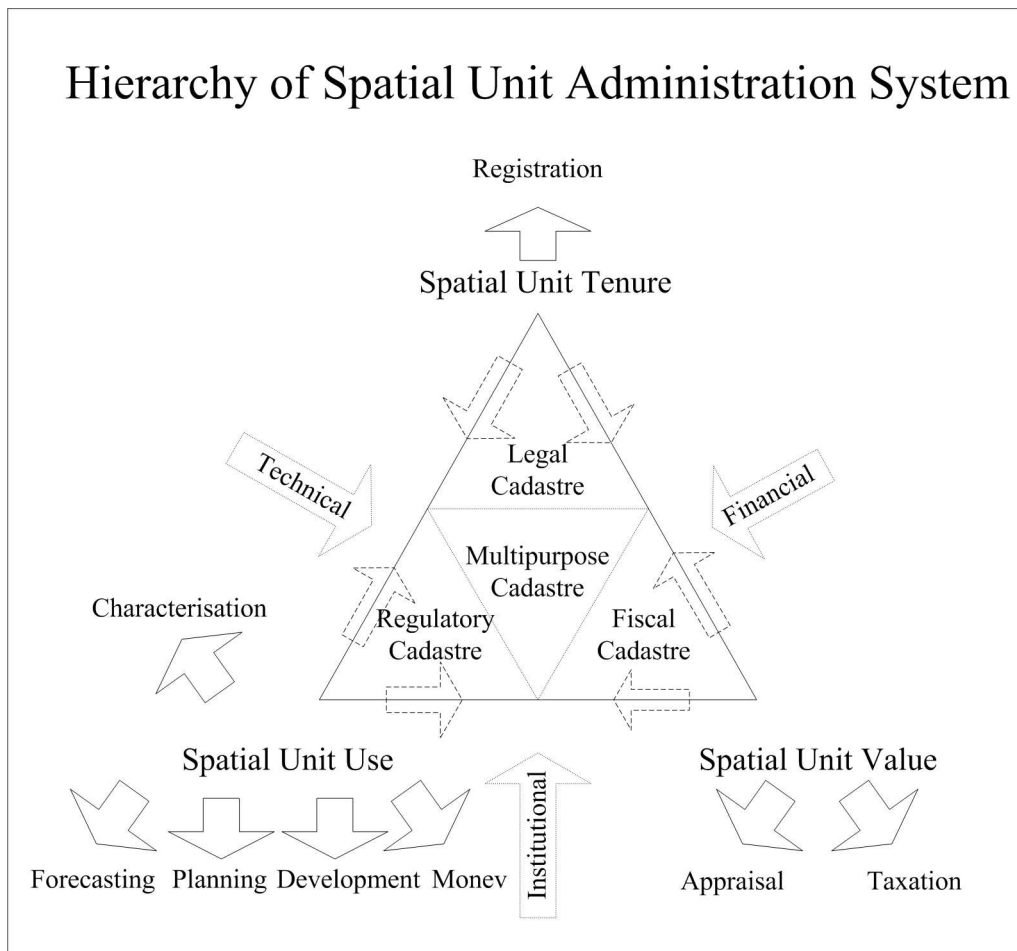 Hierarchy of Spatial Unit Administration System
Registration
Spatial Unit Tenure
Technical
Financial
Legal
Cadastre
Multipurpose
Cadastre
Characterisation
Regulatory
Cadastre
Fiscal
Cadastre
Spatial Unit Use
Spatial Unit Value
Institutional
Forecasting
Planning
Development
Monev
Appraisal
Taxation